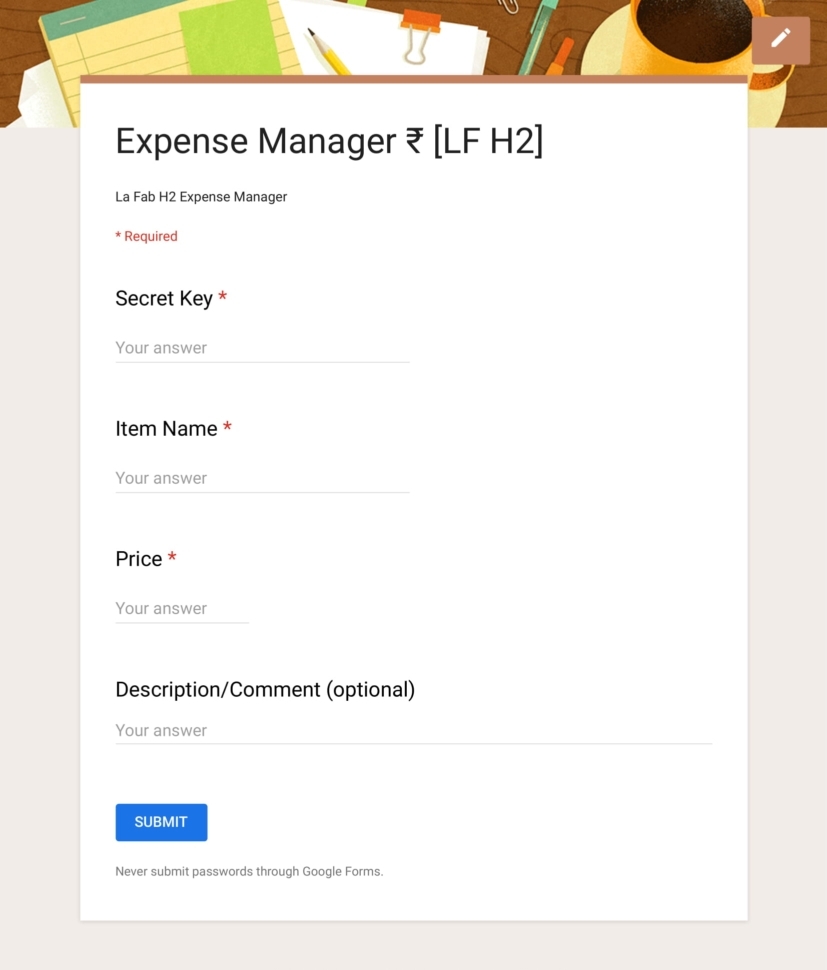 Expense Manager ₹ [LF H2]
La Fab H2 Expense Manager
* Required
Secret Key *
Your answer
Item Name *
Your answer
Price *
Your answer
Description/Comment (optional)
Your answer
SUBMIT
Never submit passwords through Google Forms.